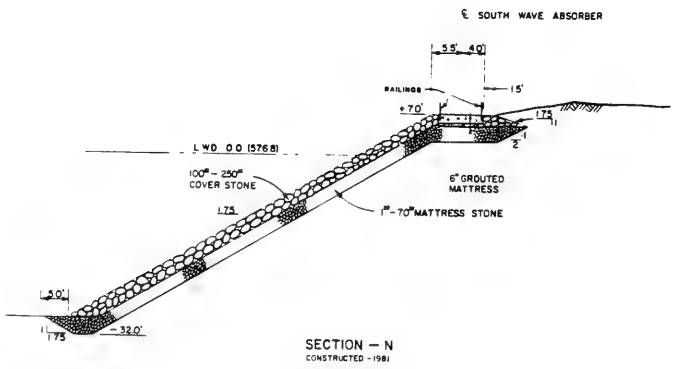 ℄ SOUTH WAVE ABSORBER
5.5' 4.0'
1.5'
RAILINGS
+7.0'
1.75
1
LWD 0.0 (576.8)
1
2
100# - 250#
COVER STONE
6" GROUTED
MATTRESS
1.75
1# - 70# MATTRESS STONE
5.0'
1
1.75
-32.0'
SECTION - N
CONSTRUCTED - 1981